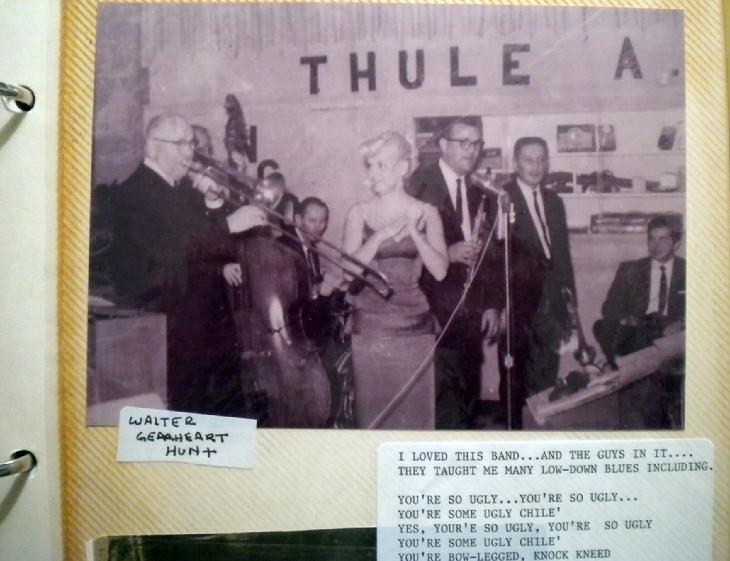 THULE A.
WALTER
GEARHEART
HUNT
I LOVED THIS BAND...AND THE GUYS IN IT....
THEY TAUGHT ME MANY LOW-DOWN BLUES INCLUDING.
YOU'RE SO UGLY...YOU'RE SO UGLY...
YOU'RE SOME UGLY CHILE'
YES, YOUR'E SO UGLY, YOU'RE SO UGLY
YOU'RE SOME UGLY CHILE'
YOU'RE BOW-LEGGED, KNOCK KNEED